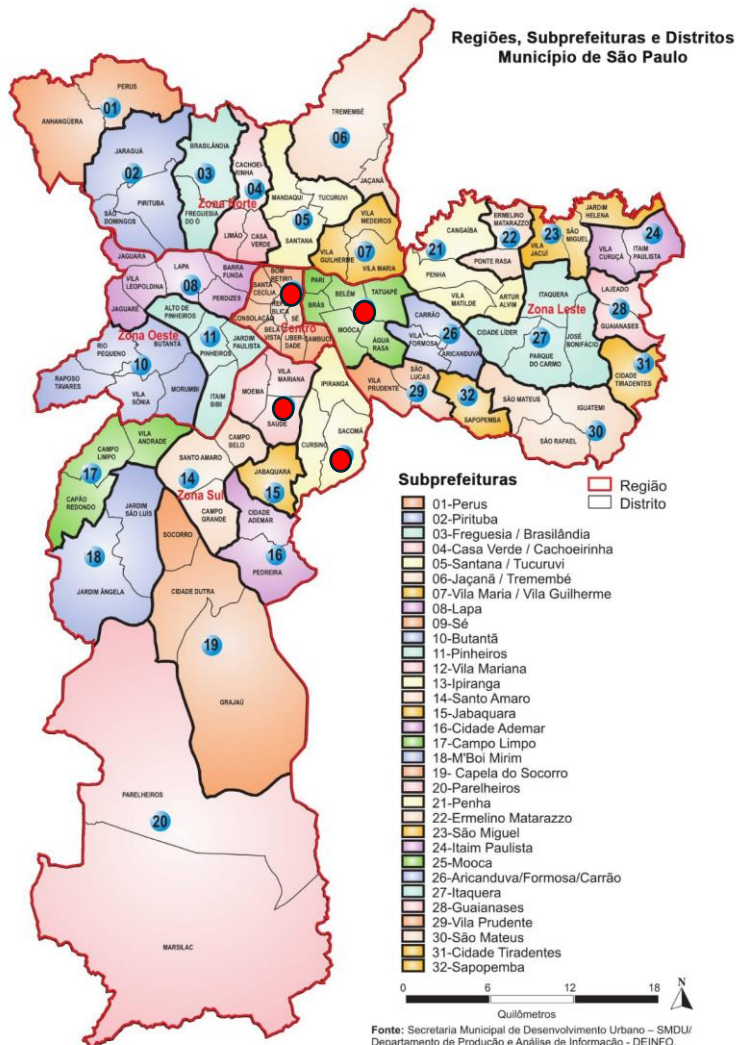 Regiões, Subprefeituras e Distritos
Município de São Paulo
PERUS
01
ANHANGÜERA
TREMEMBÉ
06
JAÇANÃ
JARAGUÁ
02
PIRITUBA
SÃO
DOMINGOS
BRASILÂNDIA
03
Zona Norte
FREGUESIA
DO Ó
CACHOEI-
RINHA
04
LIMÃO
CASA
VERDE
MANDAQUI
TUCURUVI
05
SANTANA
VILA
MEDEIROS
07
VILA
GUILHERME
VILA MARIA
CANGAÍBA
21
PENHA
VILA
MATILDE
ARTUR
ALVIM
ERMELINO
MATARAZZO
22
PONTE RASA
JARDIM
HELENA
23
VILA
JACUÍ
SÃO
MIGUEL
24
VILA
CURUÇÁ
ITAIM
PAULISTA
JAGUARA
LAPA
08
VILA
LEOPOLDINA
BARRA
FUNDA
PERDIZES
JAGUARÉ
BOM
RETIRO
SANTA
CECÍLIA
REPÚBLICA
CONSOLAÇÃO
SÉ
Centro
BELA
VISTA
LIBER-
DADE
CAMBUCI
PARI
BRÁS
BELÉM
TATUAPÉ
MOOCA
ÁGUA
RASA
CARRÃO
26
VILA
FORMOSA
ARICANDUVA
ITAQUERA
Zona Leste
CIDADE LÍDER
27
JOSÉ
BONIFÁCIO
PARQUE
DO CARMO
LAJEADO
28
GUAIANASES
31
CIDADE
TIRADENTES
ALTO DE
PINHEIROS
Zona Oeste
RIO
PEQUENO
BUTANTÃ
10
RAPOSO
TAVARES
VILA
SÔNIA
MORUMBI
11
PINHEIROS
JARDIM
PAULISTA
ITAIM
BIBI
VILA
MARIANA
MOEMA
SAÚDE
IPIRANGA
CURSINO
SACOMÃ
VILA
PRUDENTE
SÃO
LUCAS
29
32
SAPOPEMBA
SÃO MATEUS
IGUATEMI
SÃO RAFAEL
30
VILA
ANDRADE
CAMPO
LIMPO
17
CAPÃO
REDONDO
SANTO AMARO
CAMPO
BELO
14
Zona Sul
CAMPO
GRANDE
JABAQUARA
15
CIDADE
ADEMAR
16
PEDREIRA
JARDIM
SÃO LUÍS
18
JARDIM ÂNGELA
SOCORRO
CIDADE DUTRA
19
GRAJAÚ
PARELHEIROS
20
MARSILAC
Subprefeituras
Região
Distrito
01-Perus
02-Pirituba
03-Freguesia / Brasilândia
04-Casa Verde / Cachoeirinha
05-Santana / Tucuruvi
06-Jaçanã / Tremembé
07-Vila Maria / Vila Guilherme
08-Lapa
09-Sé
10-Butantã
11-Pinheiros
12-Vila Mariana
13-Ipiranga
14-Santo Amaro
15-Jabaquara
16-Cidade Ademar
17-Campo Limpo
18-M'Boi Mirim
19- Capela do Socorro
20-Parelheiros
21-Penha
22-Ermelino Matarazzo
23-São Miguel
24-Itaim Paulista
25-Mooca
26-Aricanduva/Formosa/Carrão
27-Itaquera
28-Guaianases
29-Vila Prudente
30-São Mateus
31-Cidade Tiradentes
32-Sapopemba
0 6 12 18
Quilômetros
N
Fonte: Secretaria Municipal de Desenvolvimento Urbano – SMDU/
Departamento de Produção e Análise de Informação - DEINFO.